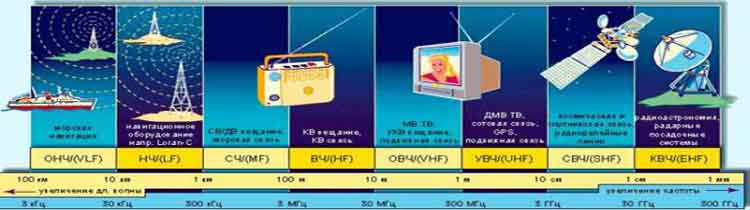 морская
навигация
навигационное
оборудование
напр. Loran-C
СВ/ДВ вещание,
морская связь
КВ вещание,
КВ связь
МВ ТВ,
УКВ вещание,
подвижная связь
ДМВ ТВ,
сотовая связь,
GPS,
подвижная связь
космическая и
спутниковая связь,
радиорелейные
линии
радиоастрономия,
радарные
посадочные
системы
ОНЧ/(VLF) НЧ/(LF) СЧ/(MF) ВЧ/(HF) ОВЧ/(VHF) УВЧ/(UHF) СВЧ/(SHF) КВЧ/(EHF)
100 км 10 км 1 км 100 м 10 м 1 м 10 см 1 см 1 мм
увеличение дл. волны увеличение частоты
3 кГц 30 кГц 300 кГц 3 МГц 30 МГц 300 МГц 3 ГГц 30 ГГц 300 ГГц